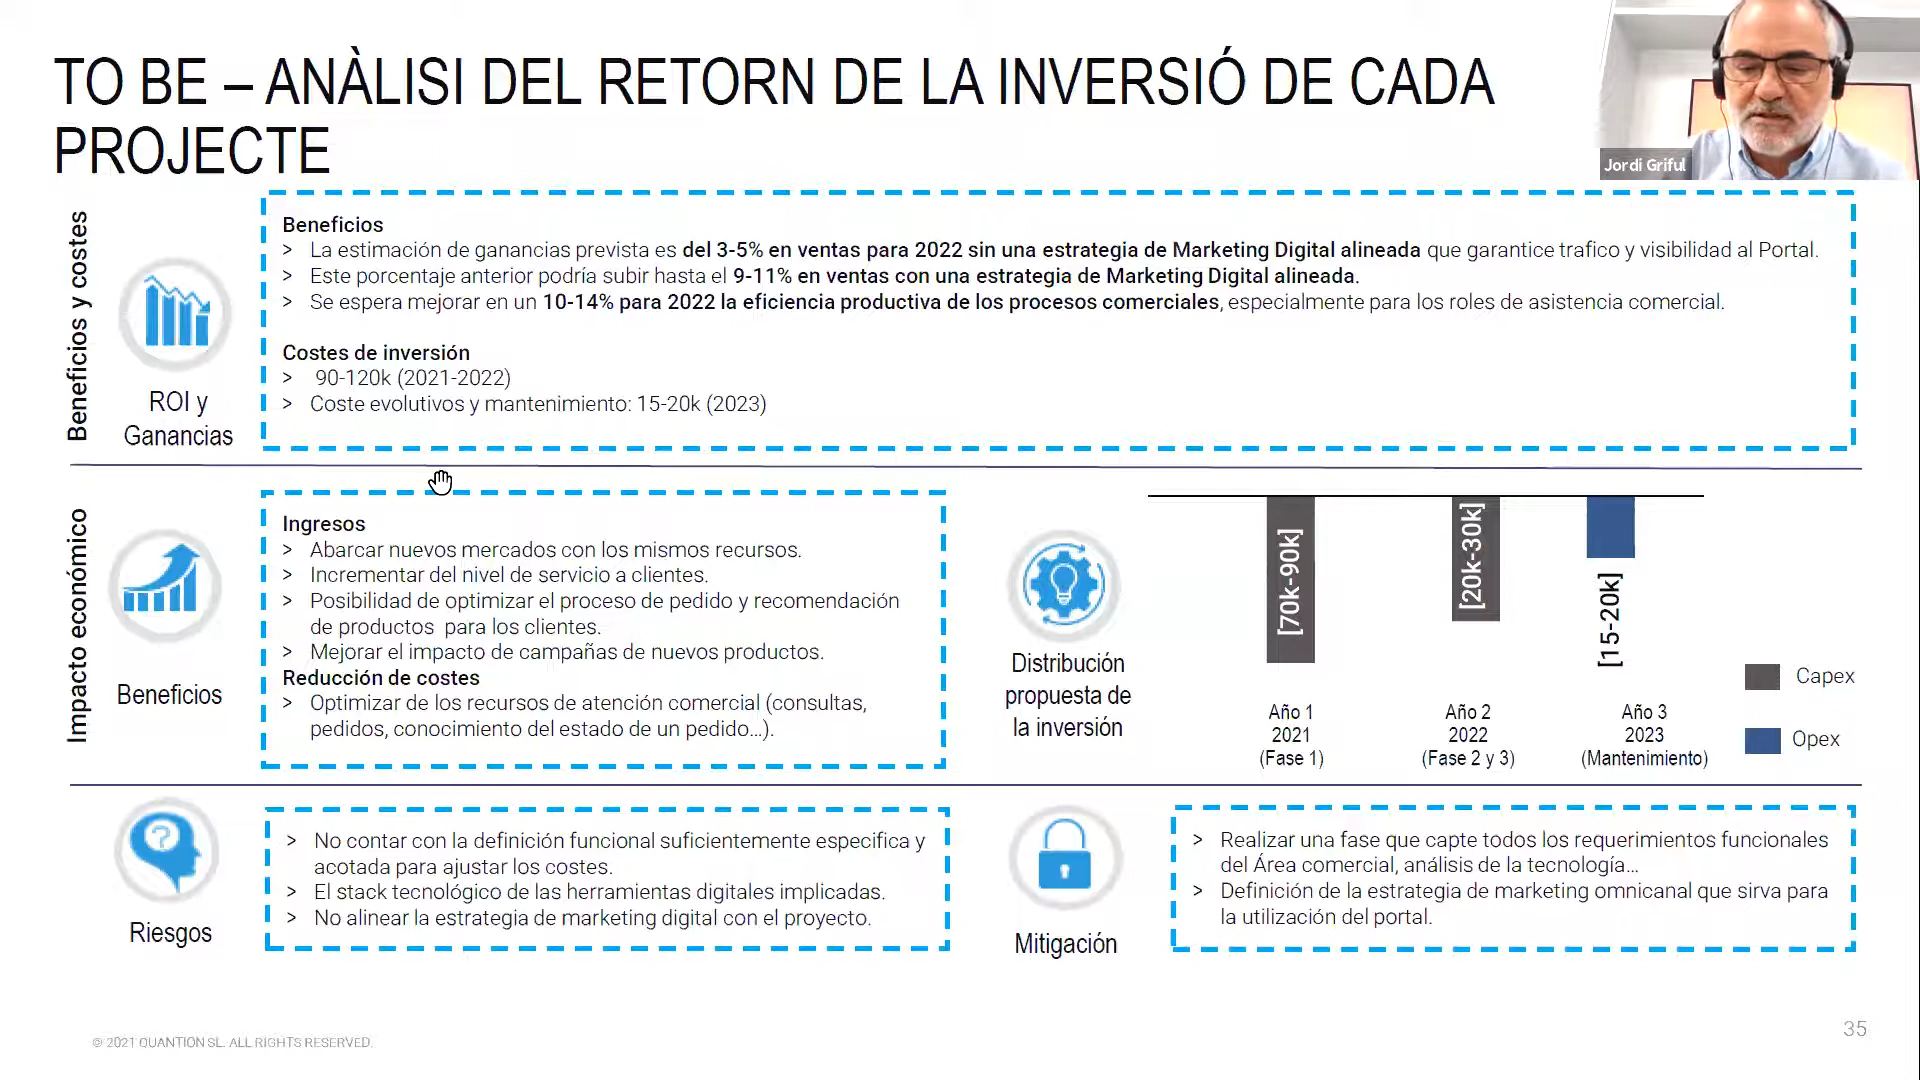 TO BE – ANÀLISI DEL RETORN DE LA INVERSIÓ DE CADA
PROJECTE
Jordi Griful
Beneficios y costes
ROI y
Ganancias
Beneficios
> La estimación de ganancias prevista es del 3-5% en ventas para 2022 sin una estrategia de Marketing Digital alineada que garantice trafico y visibilidad al Portal.
> Este porcentaje anterior podría subir hasta el 9-11% en ventas con una estrategia de Marketing Digital alineada.
> Se espera mejorar en un 10-14% para 2022 la eficiencia productiva de los procesos comerciales, especialmente para los roles de asistencia comercial.
Costes de inversión
> 90-120k (2021-2022)
> Coste evolutivos y mantenimiento: 15-20k (2023)
Impacto económico
Beneficios
Ingresos
> Abarcar nuevos mercados con los mismos recursos.
> Incrementar del nivel de servicio a clientes.
> Posibilidad de optimizar el proceso de pedido y recomendación
de productos para los clientes.
> Mejorar el impacto de campañas de nuevos productos.
Reducción de costes
> Optimizar de los recursos de atención comercial (consultas,
pedidos, conocimiento del estado de un pedido...).
Distribución
propuesta de
la inversión
[70k-90k]
[20k-30k]
[15-20k]
Año 1
2021
(Fase 1)
Año 2
2022
(Fase 2 y 3)
Año 3
2023
(Mantenimiento)
Capex
Opex
Riesgos
> No contar con la definición funcional suficientemente especifica y
acotada para ajustar los costes.
> El stack tecnológico de las herramientas digitales implicadas.
> No alinear la estrategia de marketing digital con el proyecto.
Mitigación
> Realizar una fase que capte todos los requerimientos funcionales
del Área comercial, análisis de la tecnología...
> Definición de la estrategia de marketing omnicanal que sirva para
la utilización del portal.
© 2021 QUANTION SL. ALL RIGHTS RESERVED.
35